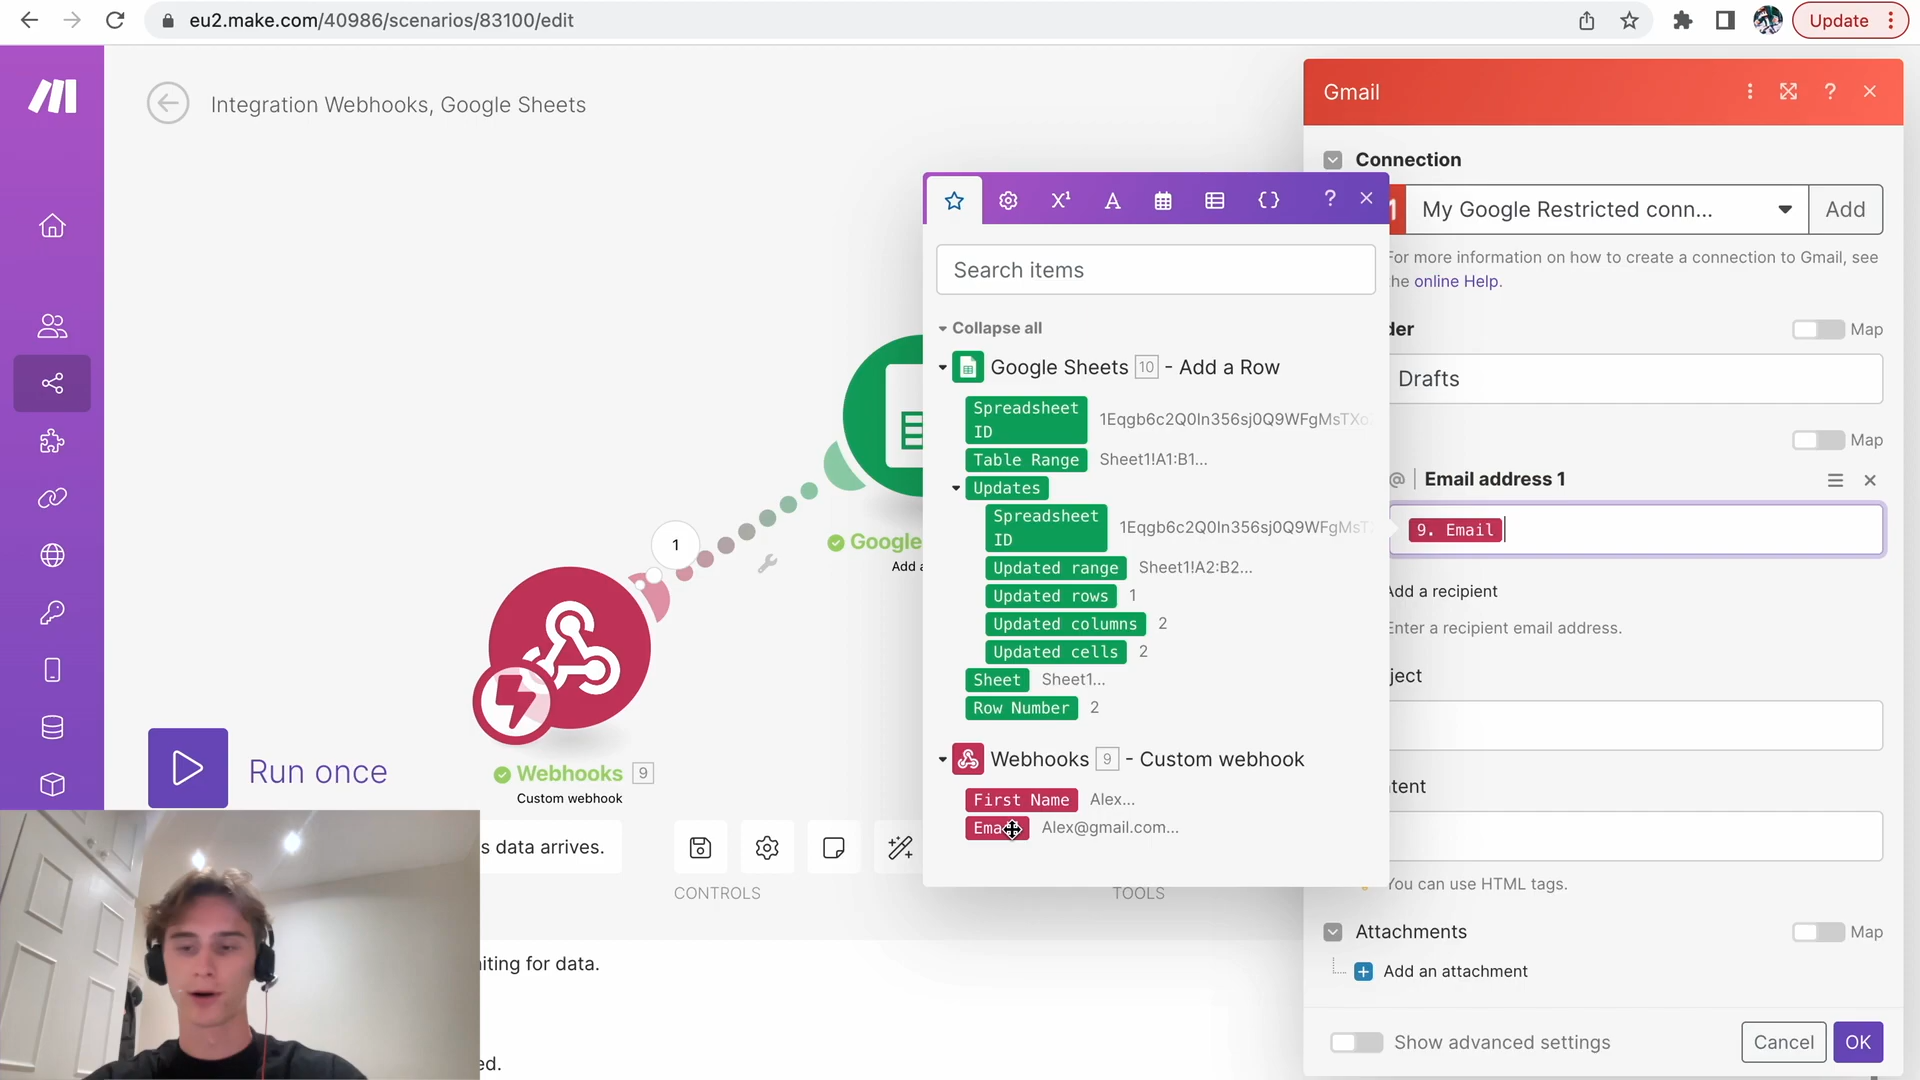 eu2.make.com/40986/scenarios/83100/edit
Update
Integration Webhooks, Google Sheets
Gmail
?
Connection
My Google Restricted conn...
Add
For more information on how to create a connection to Gmail, see
the online Help.
der
Map
Drafts
Map
@
Email address 1
9. Email
Add a recipient
Enter a recipient email address.
ject
tent
You can use HTML tags.
Attachments
Map
Add an attachment
Show advanced settings
Cancel
OK
X¹
A
{}
?
Search items
Collapse all
Google Sheets 10 - Add a Row
Spreadsheet
ID
1Eqgb6c2Q0In356sj0Q9WFgMsTXc
Table Range Sheet1!A1:B1...
Updates
Spreadsheet
ID
1Eqgb6c2Q0In356sj0Q9WFgMsT
Updated range Sheet1!A2:B2...
Updated rows 1
Updated columns 2
Updated cells 2
Sheet Sheet1...
Row Number 2
Webhooks 9 - Custom webhook
First Name Alex...
Email Alex@gmail.com...
Google
Add a
1
Webhooks 9
Custom webhook
Run once
s data arrives.
CONTROLS
TOOLS
iting for data.
ed.